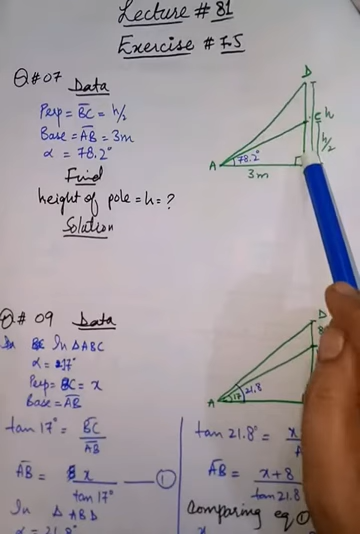 Lecture # 81
Exercise # 7.5
Q # 07 Data
Perp = BC = h/2
Base = AB = 3m
α = 78.2°
Find
height of pole = h = ?
Solution
D
C
h
h/2
78.2°
A
3m
Q # 09 Data
In ΔABC
α = 17°
Perp = BC = x
Base = AB
tan 17° = BC / AB
AB = x / tan 17° — ①
In ΔABD
α = 21.8°
D
8
A
17
21.8
tan 21.8° = x
AB = x + 8 / tan 21.8
Comparing eq ①
x